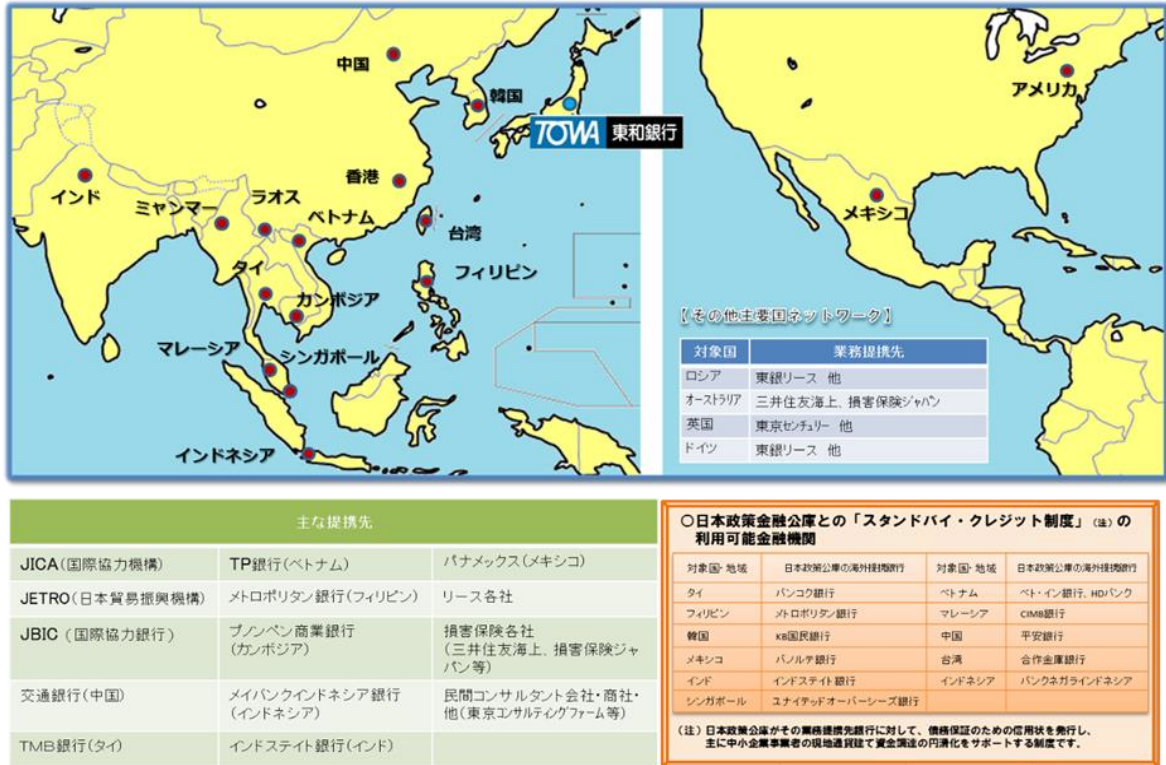 中国
韓国
TOWA 東和銀行
インド
ミャンマー
ラオス
香港
ベトナム
台湾
タイ
カンボジア
フィリピン
マレーシア
シンガポール
インドネシア
アメリカ
メキシコ
【その他主要国ネットワーク】
対象国 業務提携先
ロシア 東銀リース 他
オーストラリア 三井住友海上、損害保険ジャパン
英国 東京センチュリー 他
ドイツ 東銀リース 他
主な提携先
JICA(国際協力機構) TP銀行(ベトナム) パナメックス(メキシコ)
JETRO(日本貿易振興機構) メトロポリタン銀行(フィリピン) リース各社
JBIC (国際協力銀行) プノンペン商業銀行 損害保険各社
(カンボジア) (三井住友海上、損害保険ジャ
パン等)
交通銀行(中国) メイバンクインドネシア銀行 民間コンサルタント会社・商社・
(インドネシア) 他(東京コンサルティングファーム等)
TMB銀行(タイ) インドステイト銀行(インド)
○日本政策金融公庫との「スタンドバイ・クレジット制度」(注)の
利用可能金融機関
対象国・地域 日本政策公庫の海外提携銀行 対象国・地域 日本政策公庫の海外提携銀行
タイ バンコク銀行 ベトナム ベト・イン銀行、HDバンク
フィリピン メトロポリタン銀行 マレーシア CIMB銀行
韓国 KB国民銀行 中国 平安銀行
メキシコ バノルテ銀行 台湾 合作金庫銀行
インド インドステイト銀行 インドネシア バンクネガラインドネシア
シンガポール ユナイテッドオーバーシーズ銀行
(注)日本政策公庫がその業務提携先銀行に対して、債務保証のための信用状を発行し、
主に中小企業事業者の現地通貨建て資金調達の円滑化をサポートする制度です。